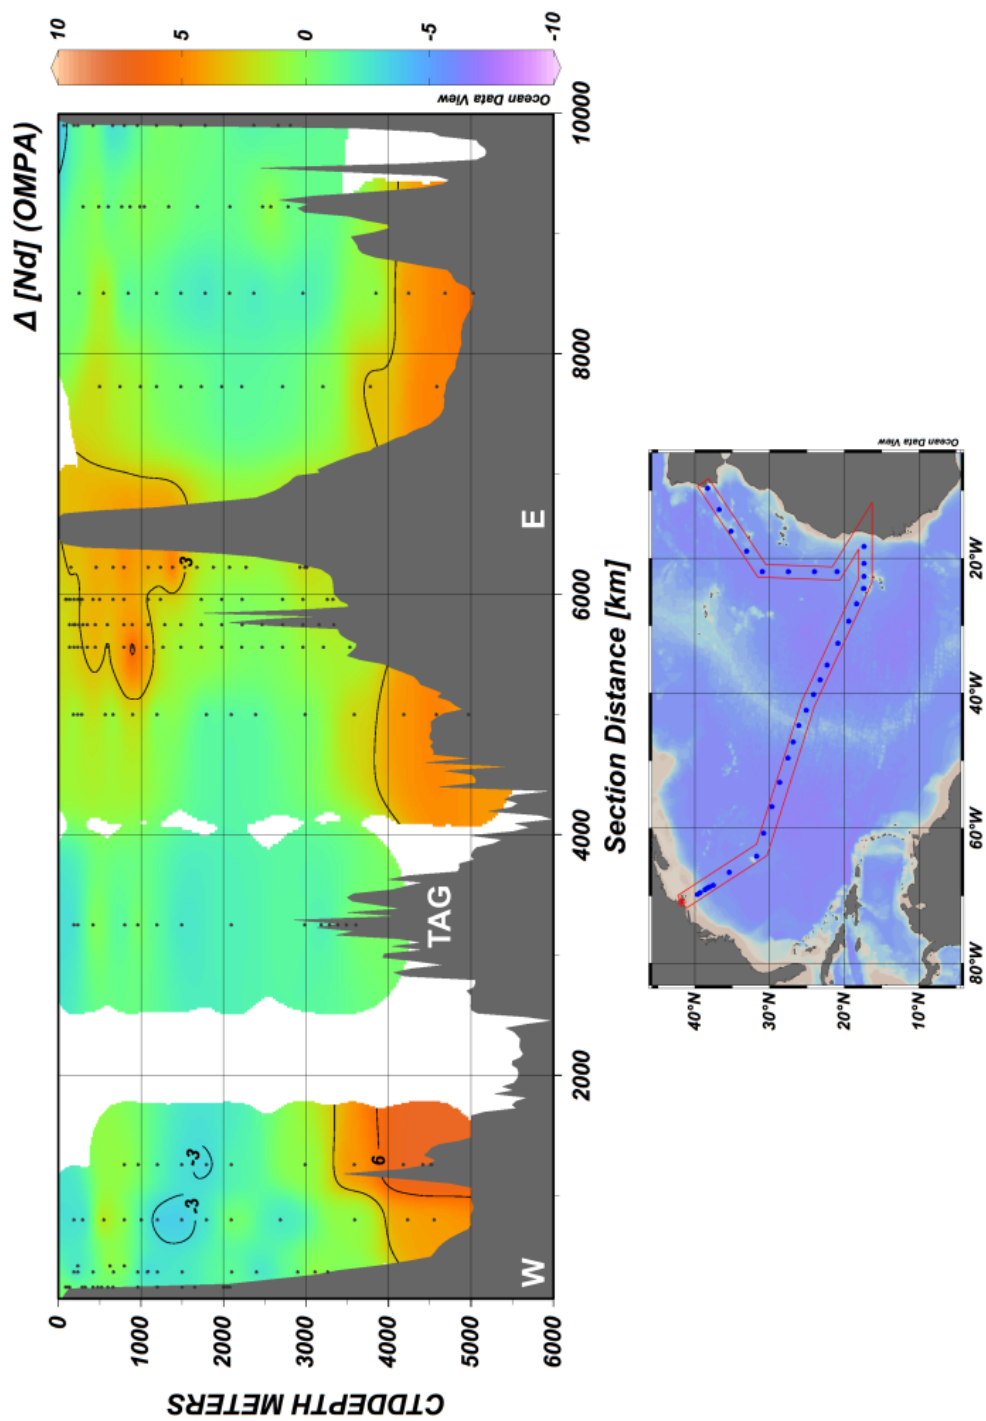 Δ [Nd] (OMPA)
10
5
0
-5
-10
Ocean Data View
CTDDEPTH METERS
0
1000
2000
3000
4000
5000
6000
-3
-3
6
3
W
TAG
E
2000
4000
6000
8000
10000
Section Distance [km]
Ocean Data View
40°N
30°N
20°N
10°N
80°W
60°W
40°W
20°W